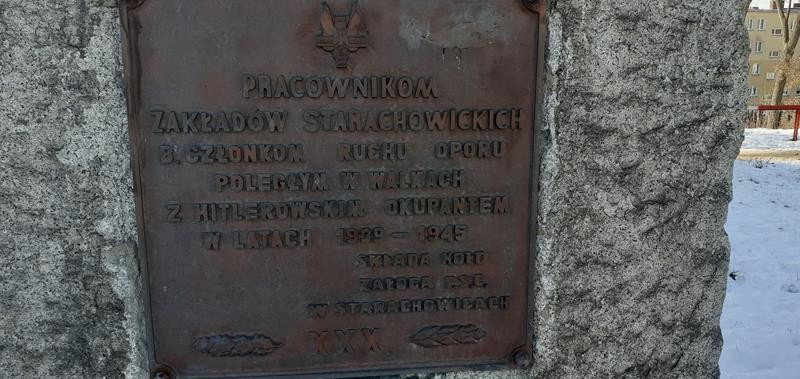 PRACOWNIKOM
ZAKŁADÓW STARACHOWICKICH
B. CZŁONKOM RUCHU OPORU
POLEGŁYM W WALKACH
Z HITLEROWSKIM OKUPANTEM
W LATACH 1939 – 1945
SKŁADA HOŁD
ZAŁOGA F.S.C.
W STARACHOWICACH
XXX